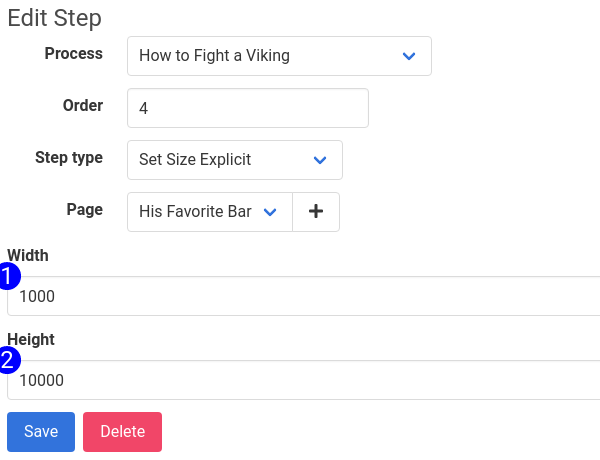 Edit Step
Process How to Fight a Viking
Order 4
Step type Set Size Explicit
Page His Favorite Bar +
Width
1
1000
Height
2
10000
Save Delete